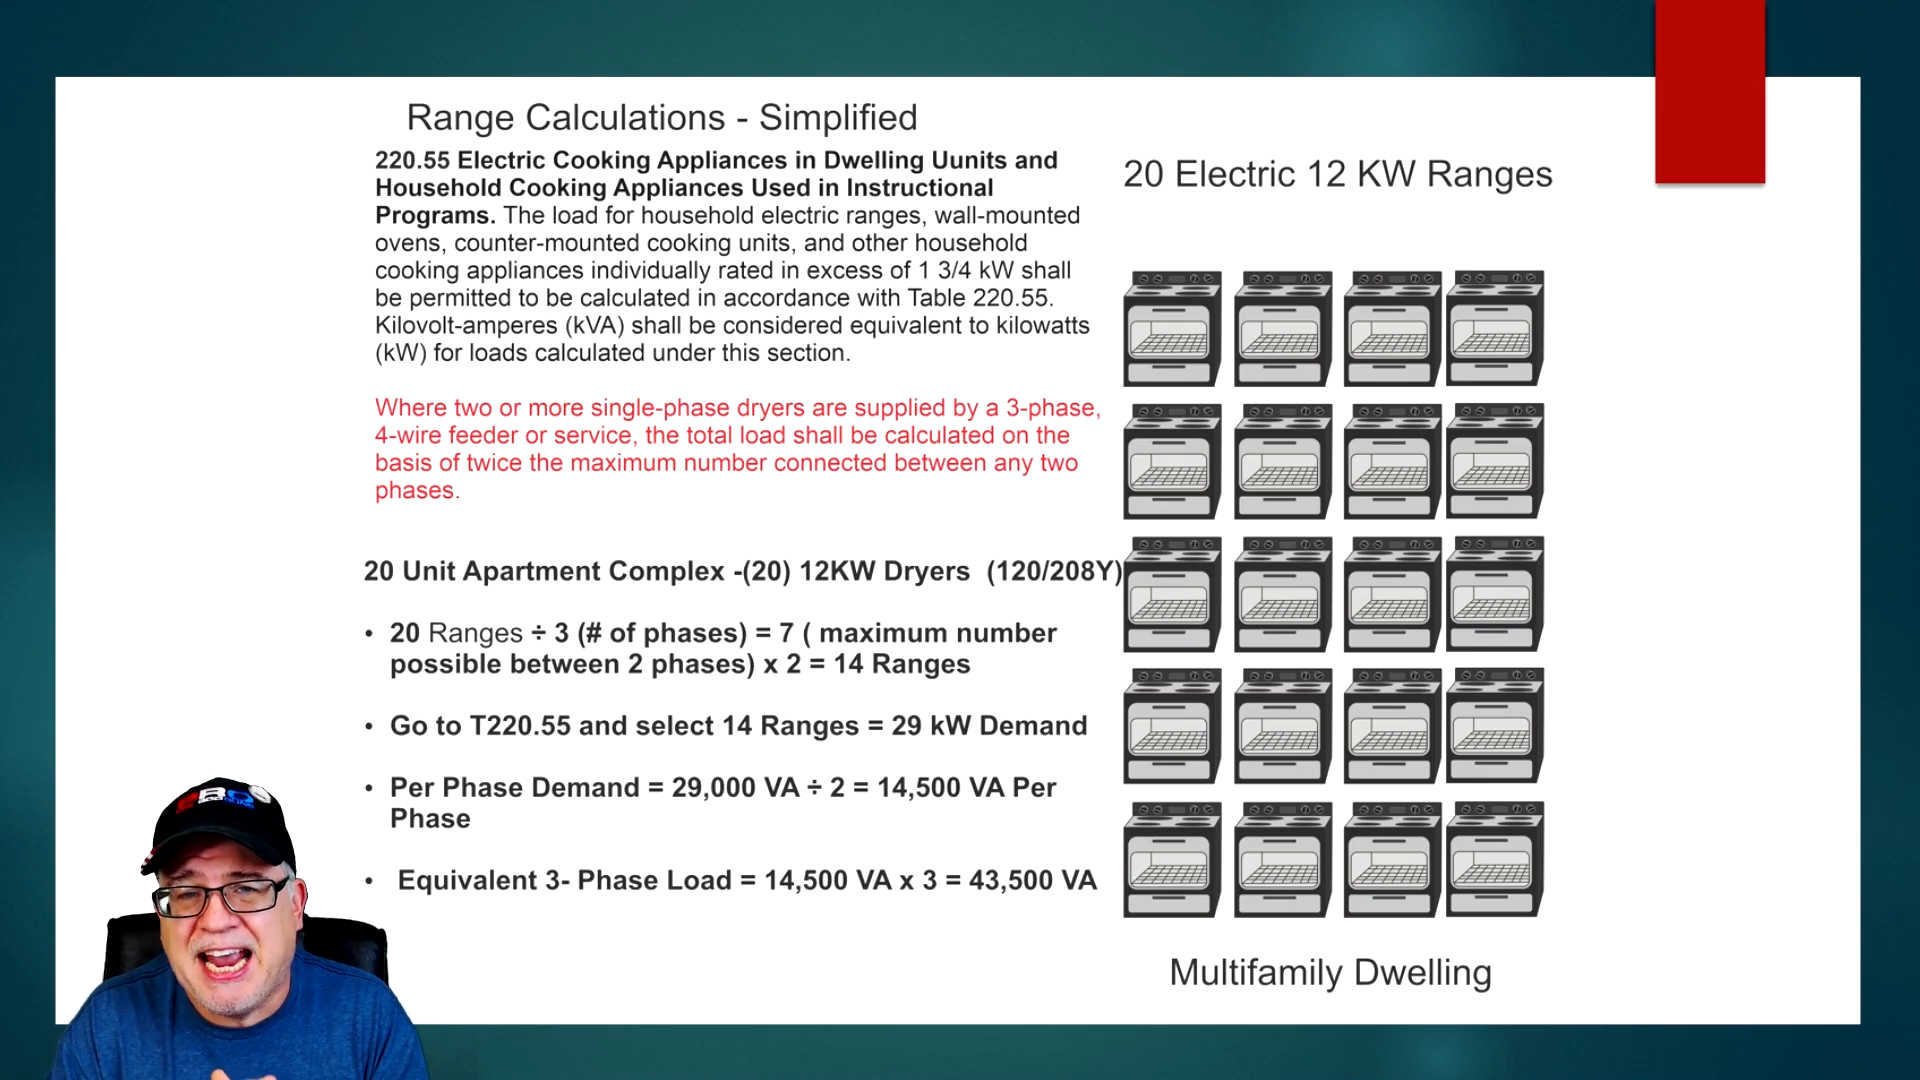 Range Calculations - Simplified
220.55 Electric Cooking Appliances in Dwelling Uunits and
Household Cooking Appliances Used in Instructional
Programs. The load for household electric ranges, wall-mounted
ovens, counter-mounted cooking units, and other household
cooking appliances individually rated in excess of 1 3/4 kW shall
be permitted to be calculated in accordance with Table 220.55.
Kilovolt-amperes (kVA) shall be considered equivalent to kilowatts
(kW) for loads calculated under this section.
Where two or more single-phase dryers are supplied by a 3-phase,
4-wire feeder or service, the total load shall be calculated on the
basis of twice the maximum number connected between any two
phases.
20 Unit Apartment Complex -(20) 12KW Dryers (120/208Y)
• 20 Ranges ÷ 3 (# of phases) = 7 ( maximum number
possible between 2 phases) x 2 = 14 Ranges
• Go to T220.55 and select 14 Ranges = 29 kW Demand
• Per Phase Demand = 29,000 VA ÷ 2 = 14,500 VA Per
Phase
• Equivalent 3- Phase Load = 14,500 VA x 3 = 43,500 VA
20 Electric 12 KW Ranges
Multifamily Dwelling